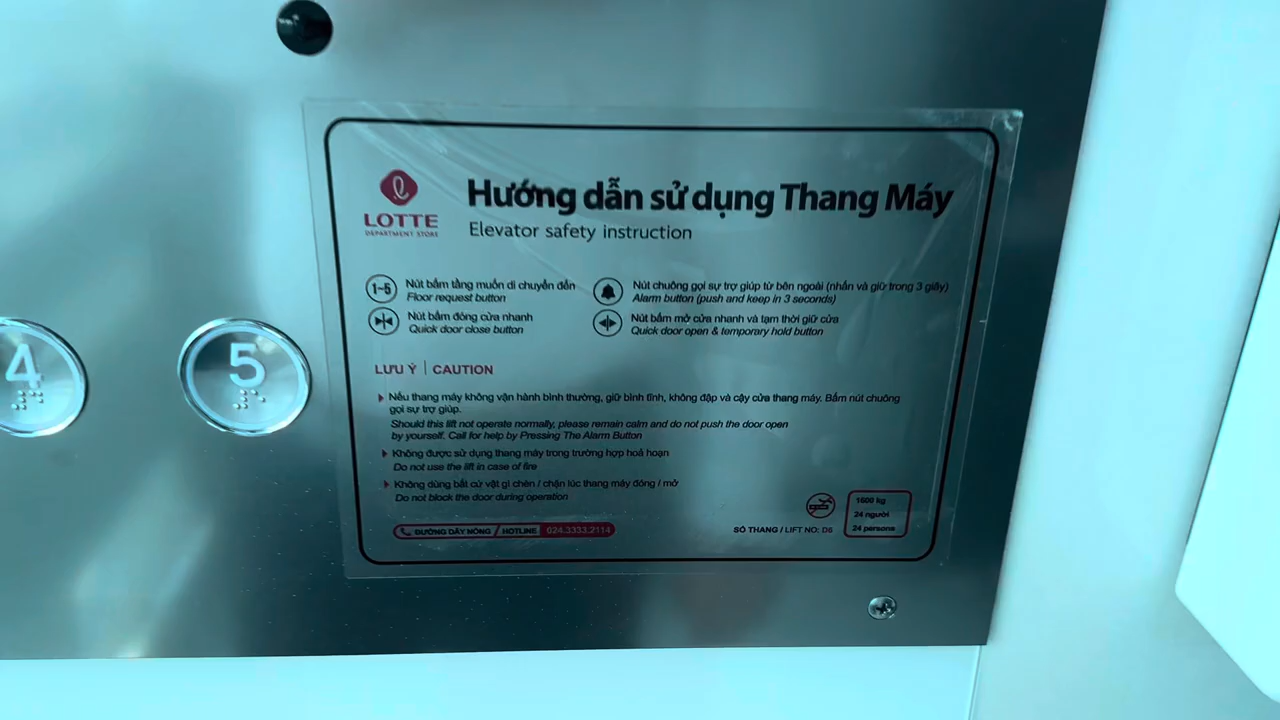 LOTTE
DEPARTMENT STORE
Hướng dẫn sử dụng Thang Máy
Elevator safety instruction
1~5
Nút bấm tầng muốn di chuyển đến
Floor request button
Nút chuông gọi sự trợ giúp từ bên ngoài (nhấn và giữ trong 3 giây)
Alarm button (push and keep in 3 seconds)
Nút bấm đóng cửa nhanh
Quick door close button
Nút bấm mở cửa nhanh và tạm thời giữ cửa
Quick door open & temporary hold button
4
5
LƯU Ý | CAUTION
Nếu thang máy không vận hành bình thường, giữ bình tĩnh, không đập và cậy cửa thang máy. Bấm nút chuông
gọi sự trợ giúp.
Should this lift not operate normally, please remain calm and do not push the door open
by yourself. Call for help by Pressing The Alarm Button
Không được sử dụng thang máy trong trường hợp hoả hoạn
Do not use the lift in case of fire
Không dùng bất cứ vật gì chèn / chặn lúc thang máy đóng / mở
Do not block the door during operation
ĐƯỜNG DÂY NÓNG / HOTLINE 024.3333.2114
SỐ THANG / LIFT NO: D6
1600 kg
24 người
24 persons